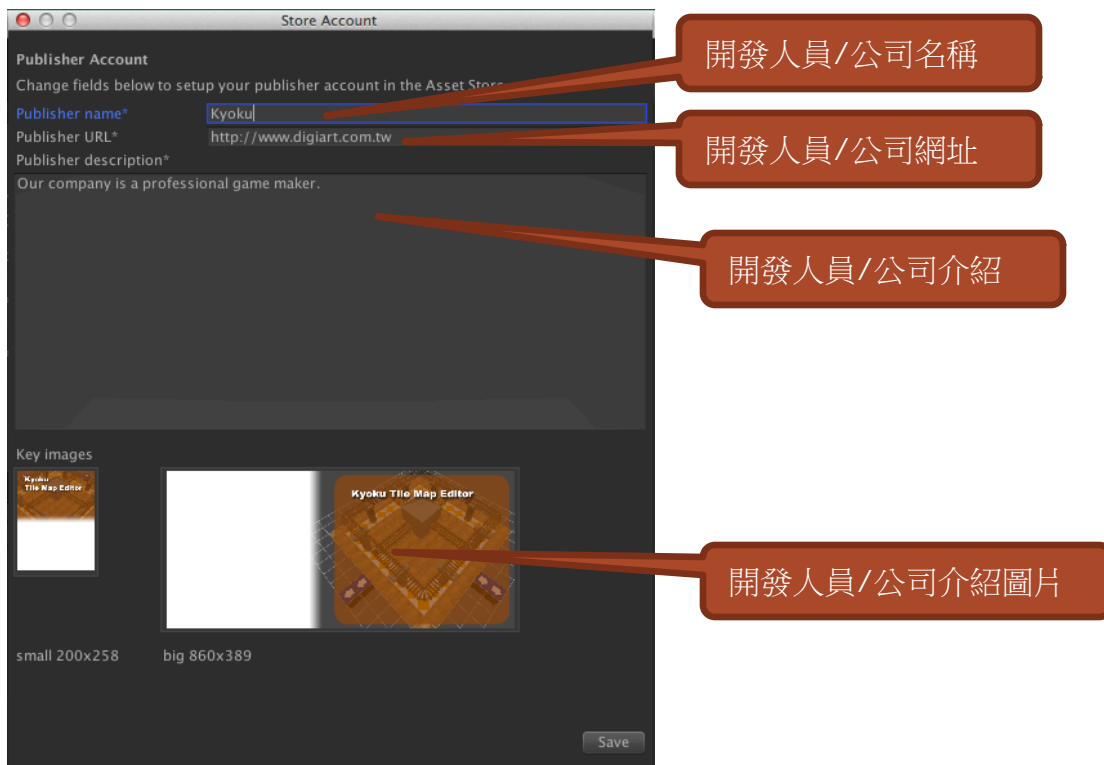 Store Account
Publisher Account
Change fields below to setup your publisher account in the Asset Store
開發人員/公司名稱
Publisher name*
Kyoku
Publisher URL*
http://www.digiart.com.tw
開發人員/公司網址
Publisher description*
Our company is a professional game maker.
開發人員/公司介紹
Key images
Kyoku
Tile Map Editor
Kyoku Tile Map Editor
開發人員/公司介紹圖片
small 200x258
big 860x389
Save